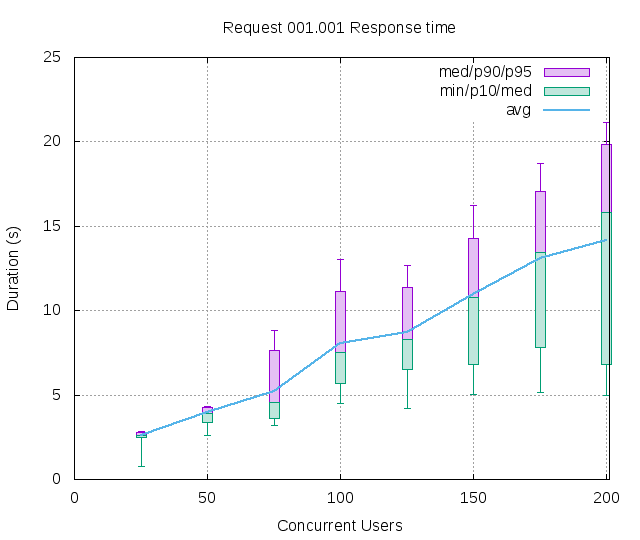 Request 001.001 Response time
25
20
15
10
5
0
Duration (s)
med/p90/p95
min/p10/med
avg
0 50 100 150 200
Concurrent Users